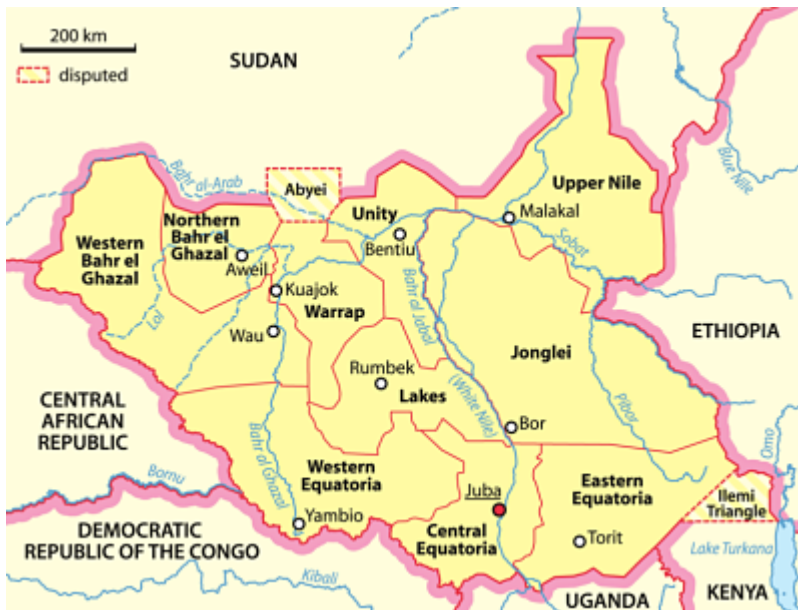 200 km
disputed
SUDAN
Bahr al-Arab
Abyei
Blue Nile
Upper Nile
Malakal
Sobat
Unity
Bentiu
Northern
Bahr el
Ghazal
Aweil
Western
Bahr el
Ghazal
Kuajok
Lol
Warrap
Wau
Bahr al Jabal
(White Nile)
ETHIOPIA
Jonglei
Rumbek
Lakes
Pibor
CENTRAL
AFRICAN
REPUBLIC
Bor
Omo
Bahr al Ghazal
Western
Equatoria
Bomu
Juba
Eastern
Equatoria
Ilemi
Triangle
Yambio
DEMOCRATIC
REPUBLIC OF THE CONGO
Central
Equatoria
Torit
Lake Turkana
Kibali
UGANDA
KENYA